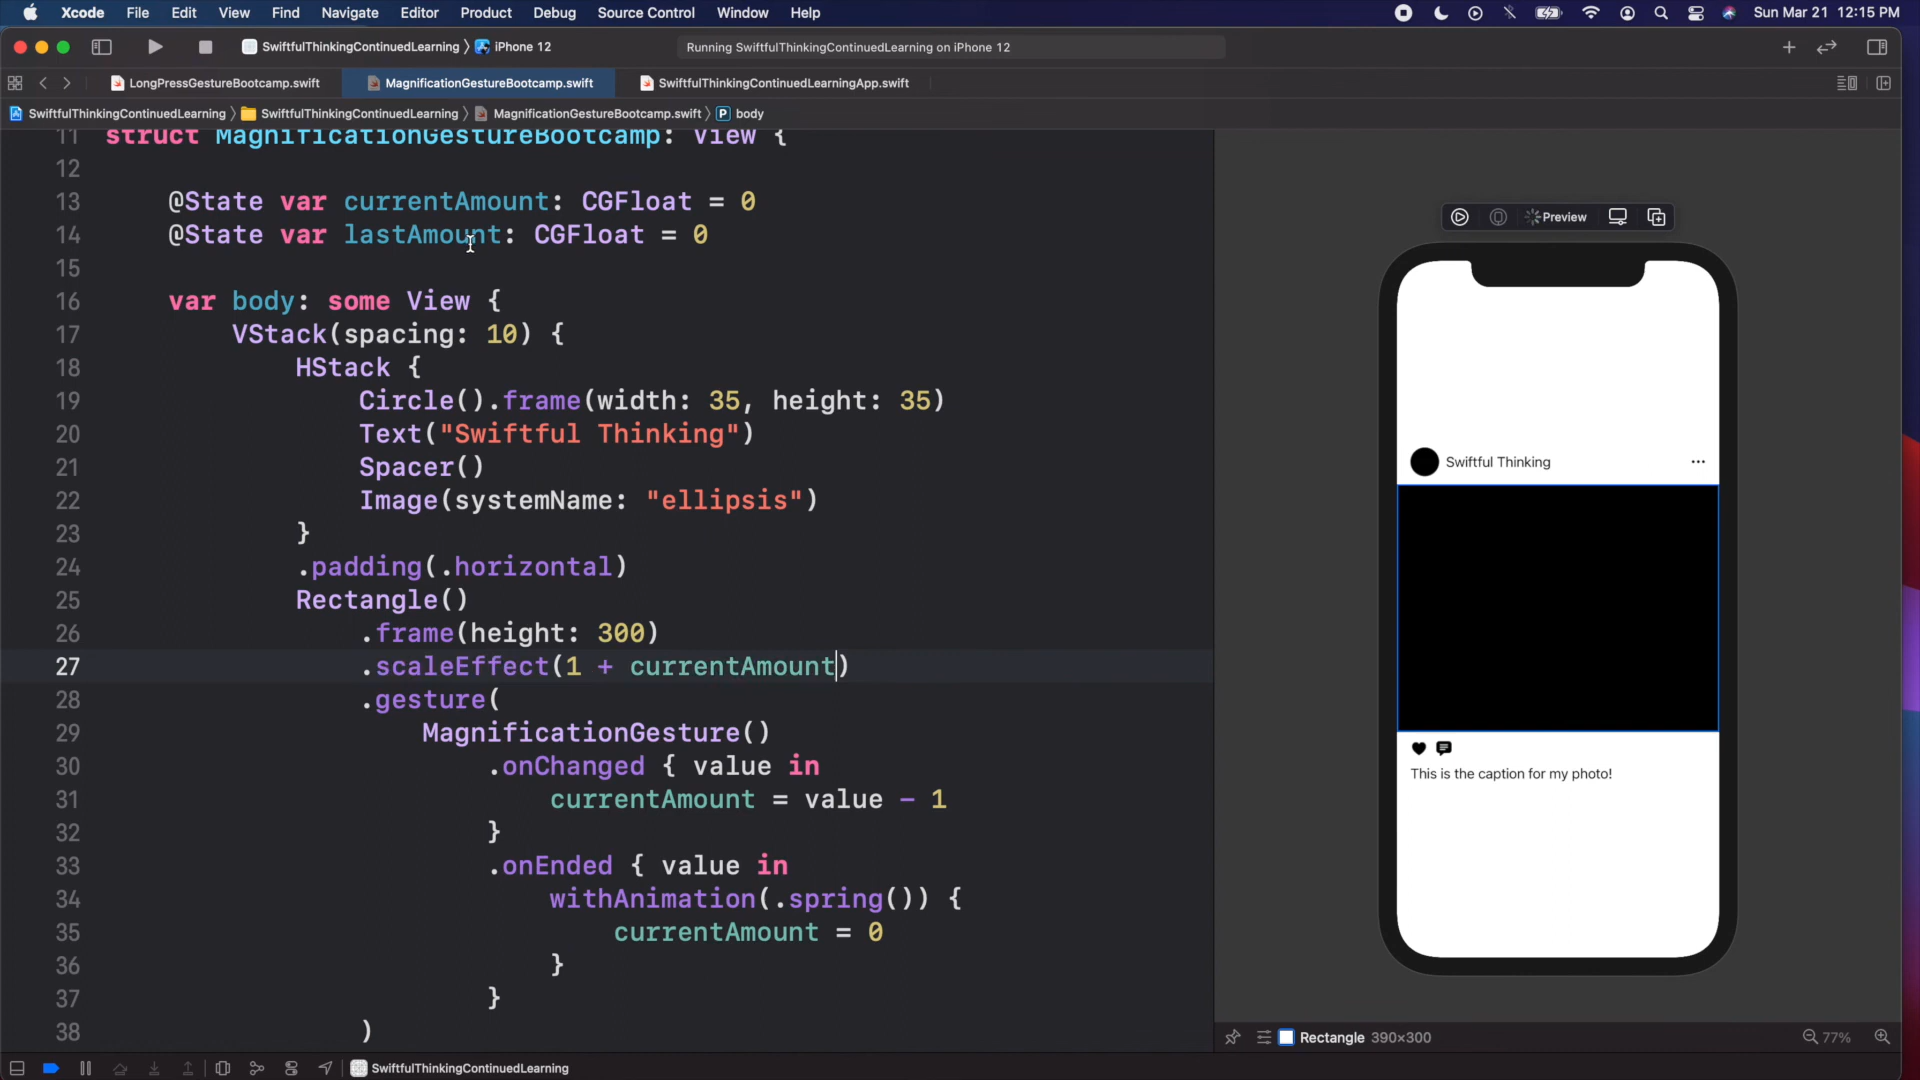 Xcode File Edit View Find Navigate Editor Product Debug Source Control Window Help Sun Mar 21 12:15 PM
SwiftfulThinkingContinuedLearning iPhone 12 Running SwiftfulThinkingContinuedLearning on iPhone 12
LongPressGestureBootcamp.swift MagnificationGestureBootcamp.swift SwiftfulThinkingContinuedLearningApp.swift
SwiftfulThinkingContinuedLearning SwiftfulThinkingContinuedLearning MagnificationGestureBootcamp.swift P body
11 struct MagnificationGestureBootcamp: View {
12
13 @State var currentAmount: CGFloat = 0
14 @State var lastAmount: CGFloat = 0
15
16 var body: some View {
17 VStack(spacing: 10) {
18 HStack {
19 Circle().frame(width: 35, height: 35)
20 Text("Swiftful Thinking")
21 Spacer()
22 Image(systemName: "ellipsis")
23 }
24 .padding(.horizontal)
25 Rectangle()
26 .frame(height: 300)
27 .scaleEffect(1 + currentAmount)
28 .gesture(
29 MagnificationGesture()
30 .onChanged { value in
31 currentAmount = value - 1
32 }
33 .onEnded { value in
34 withAnimation(.spring()) {
35 currentAmount = 0
36 }
37 }
38 )
Preview
Swiftful Thinking
This is the caption for my photo!
Rectangle 390×300 77%
SwiftfulThinkingContinuedLearning